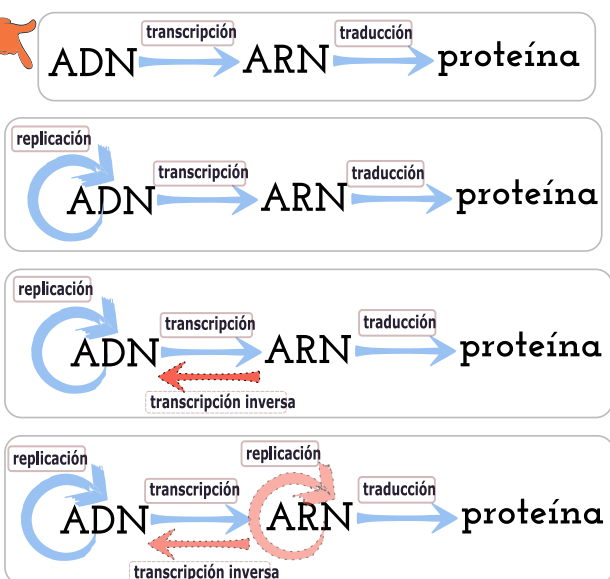 transcripción traducción
ADN ARN proteína
replicación
transcripción traducción
ADN ARN proteína
replicación
transcripción traducción
ADN ARN proteína
transcripción inversa
replicación replicación
transcripción traducción
ADN ARN proteína
transcripción inversa